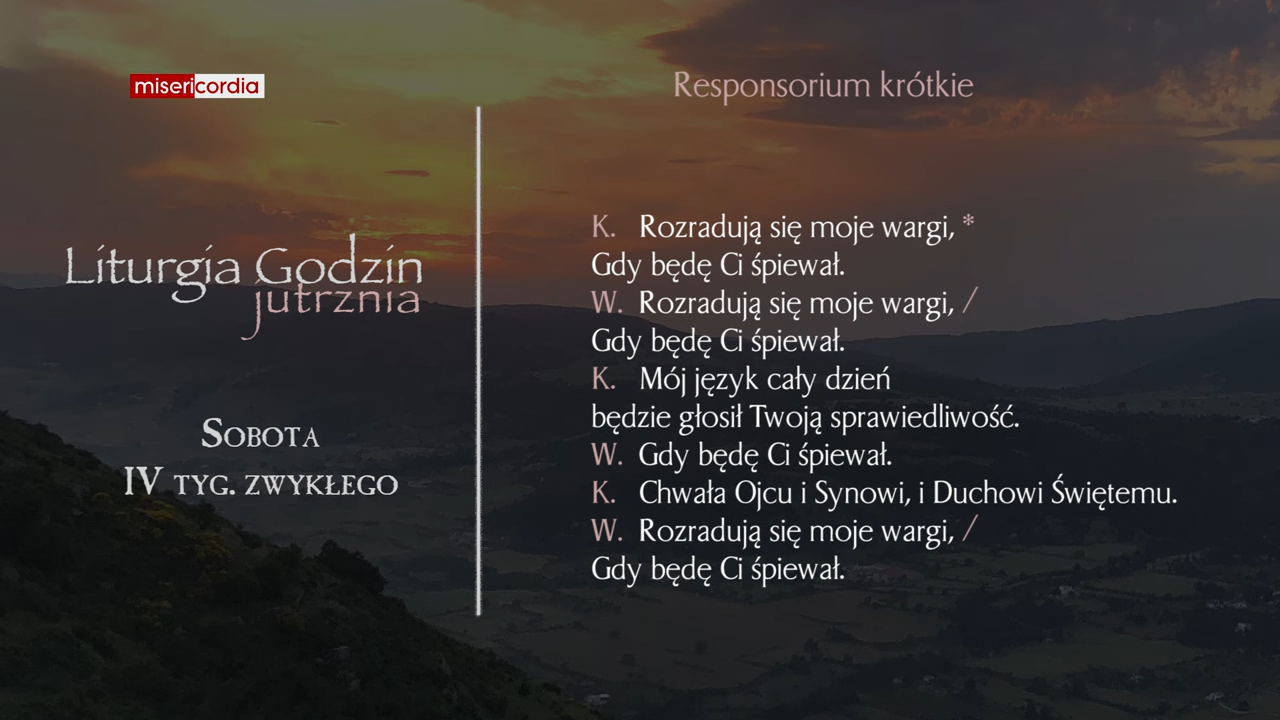 misericordia
Liturgia Godzin
jutrznia
Sobota
IV tyg. zwykłego
Responsorium krótkie
K. Rozradują się moje wargi, *
Gdy będę Ci śpiewał.
W. Rozradują się moje wargi, /
Gdy będę Ci śpiewał.
K. Mój język cały dzień
będzie głosił Twoją sprawiedliwość.
W. Gdy będę Ci śpiewał.
K. Chwała Ojcu i Synowi, i Duchowi Świętemu.
W. Rozradują się moje wargi, /
Gdy będę Ci śpiewał.